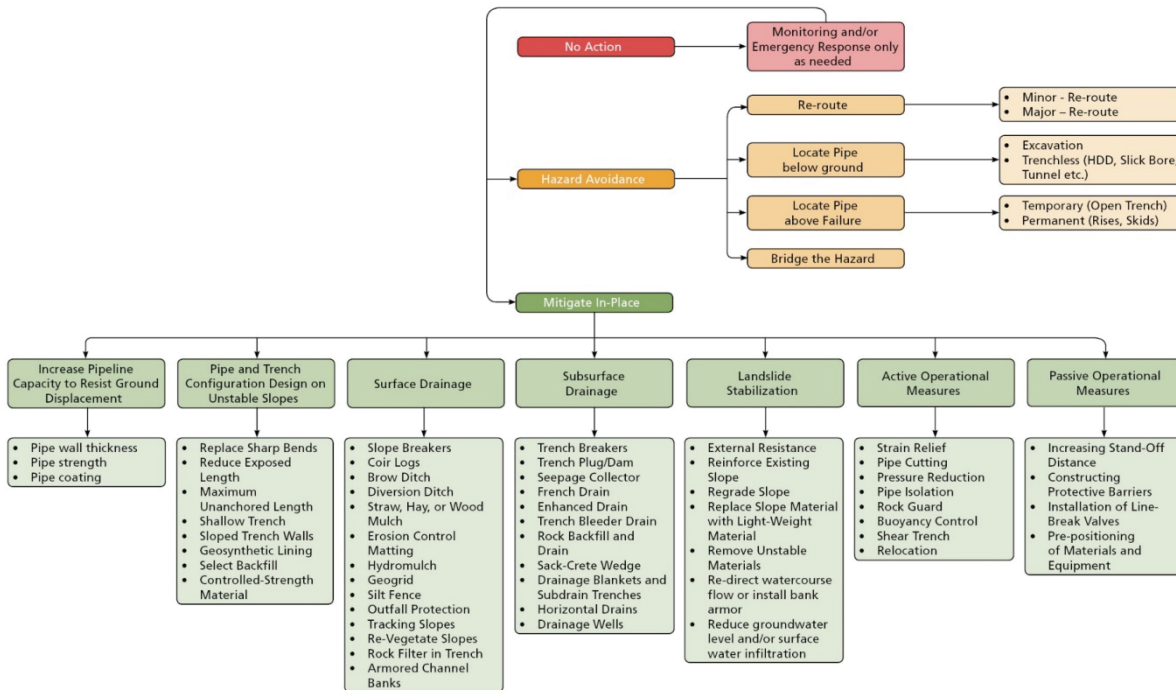 No Action
Monitoring and/or
Emergency Response only
as needed
Hazard Avoidance
Re-route
• Minor - Re-route
• Major – Re-route
Locate Pipe
below ground
• Excavation
• Trenchless (HDD, Slick Bore,
Tunnel etc.)
Locate Pipe
above Failure
• Temporary (Open Trench)
• Permanent (Rises, Skids)
Bridge the Hazard
Mitigate In-Place
Increase Pipeline
Capacity to Resist Ground
Displacement
• Pipe wall thickness
• Pipe strength
• Pipe coating
Pipe and Trench
Configuration Design on
Unstable Slopes
• Replace Sharp Bends
• Reduce Exposed
Length
• Maximum
Unanchored Length
• Shallow Trench
• Sloped Trench Walls
• Geosynthetic Lining
• Select Backfill
• Controlled-Strength
Material
Surface Drainage
• Slope Breakers
• Coir Logs
• Brow Ditch
• Diversion Ditch
• Straw, Hay, or Wood
Mulch
• Erosion Control
Matting
• Hydromulch
• Geogrid
• Silt Fence
• Outfall Protection
• Tracking Slopes
• Re-Vegetate Slopes
• Rock Filter in Trench
• Armored Channel
Banks
Subsurface
Drainage
• Trench Breakers
• Trench Plug/Dam
• Seepage Collector
• French Drain
• Enhanced Drain
• Trench Bleeder Drain
• Rock Backfill and
Drain
• Sack-Crete Wedge
• Drainage Blankets and
Subdrain Trenches
• Horizontal Drains
• Drainage Wells
Landslide
Stabilization
• External Resistance
• Reinforce Existing
Slope
• Regrade Slope
• Replace Slope Material
with Light-Weight
Material
• Remove Unstable
Materials
• Re-direct watercourse
flow or install bank
armor
• Reduce groundwater
level and/or surface
water infiltration
Active Operational
Measures
• Strain Relief
• Pipe Cutting
• Pressure Reduction
• Pipe Isolation
• Rock Guard
• Buoyancy Control
• Shear Trench
• Relocation
Passive Operational
Measures
• Increasing Stand-Off
Distance
• Constructing
Protective Barriers
• Installation of Line-
Break Valves
• Pre-positioning
of Materials and
Equipment